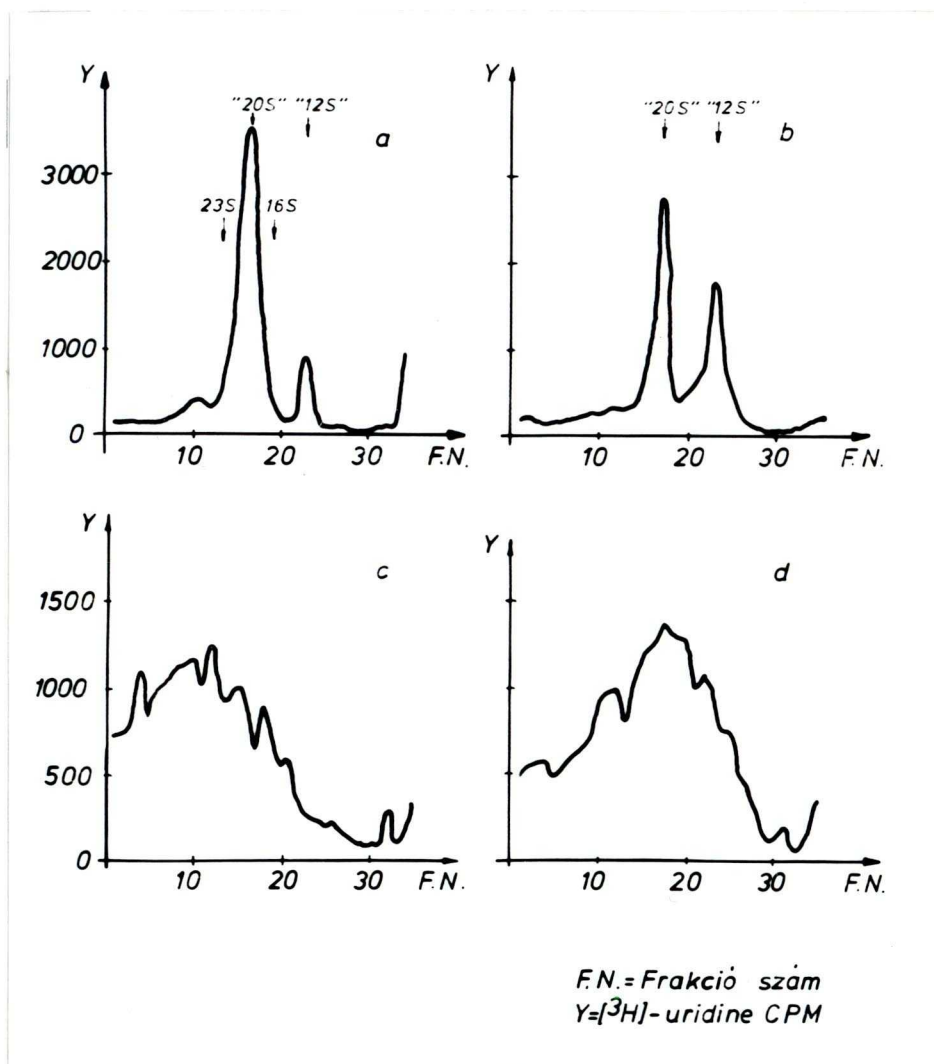 Y
"20S" "12S"
a
3000
23S 16S
2000
1000
0
10 20 30 F.N.
Y
"20S" "12S"
b
10 20 30 F.N.
Y
c
1500
1000
500
0
10 20 30 F.N.
Y
d
10 20 30 F.N.
F.N.=Frakció szám
Y=[3H]-uridine CPM